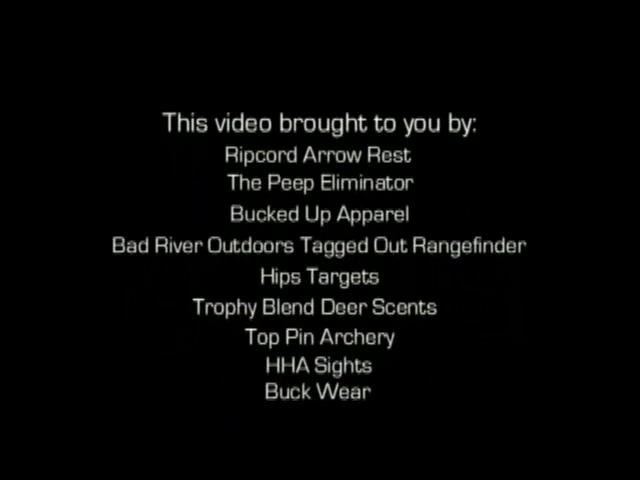 This video brought to you by:
Ripcord Arrow Rest
The Peep Eliminator
Bucked Up Apparel
Bad River Outdoors Tagged Out Rangefinder
Hips Targets
Trophy Blend Deer Scents
Top Pin Archery
HHA Sights
Buck Wear